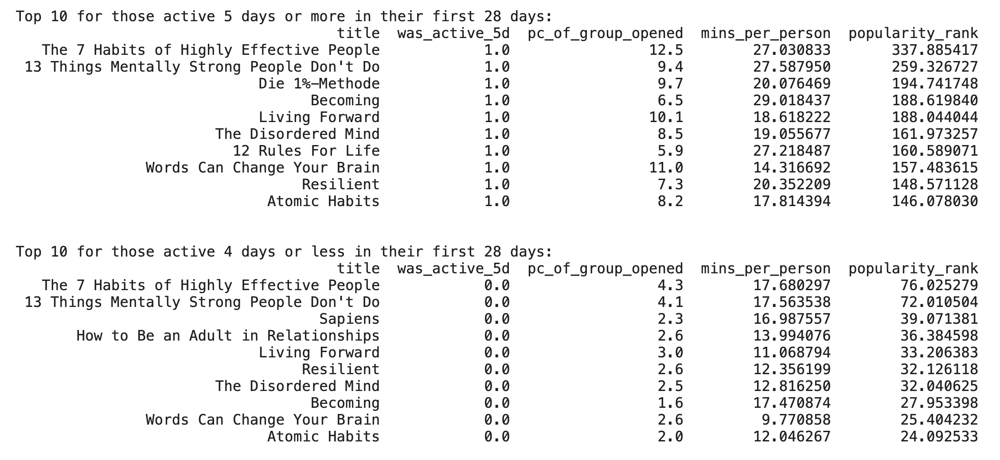 Top 10 for those active 5 days or more in their first 28 days:
title was_active_5d pc_of_group_opened mins_per_person popularity_rank
The 7 Habits of Highly Effective People 1.0 12.5 27.030833 337.885417
13 Things Mentally Strong People Don't Do 1.0 9.4 27.587950 259.326727
Die 1%-Methode 1.0 9.7 20.076469 194.741748
Becoming 1.0 6.5 29.018437 188.619840
Living Forward 1.0 10.1 18.618222 188.044044
The Disordered Mind 1.0 8.5 19.055677 161.973257
12 Rules For Life 1.0 5.9 27.218487 160.589071
Words Can Change Your Brain 1.0 11.0 14.316692 157.483615
Resilient 1.0 7.3 20.352209 148.571128
Atomic Habits 1.0 8.2 17.814394 146.078030
Top 10 for those active 4 days or less in their first 28 days:
title was_active_5d pc_of_group_opened mins_per_person popularity_rank
The 7 Habits of Highly Effective People 0.0 4.3 17.680297 76.025279
13 Things Mentally Strong People Don't Do 0.0 4.1 17.563538 72.010504
Sapiens 0.0 2.3 16.987557 39.071381
How to Be an Adult in Relationships 0.0 2.6 13.994076 36.384598
Living Forward 0.0 3.0 11.068794 33.206383
Resilient 0.0 2.6 12.356199 32.126118
The Disordered Mind 0.0 2.5 12.816250 32.040625
Becoming 0.0 1.6 17.470874 27.953398
Words Can Change Your Brain 0.0 2.6 9.770858 25.404232
Atomic Habits 0.0 2.0 12.046267 24.092533